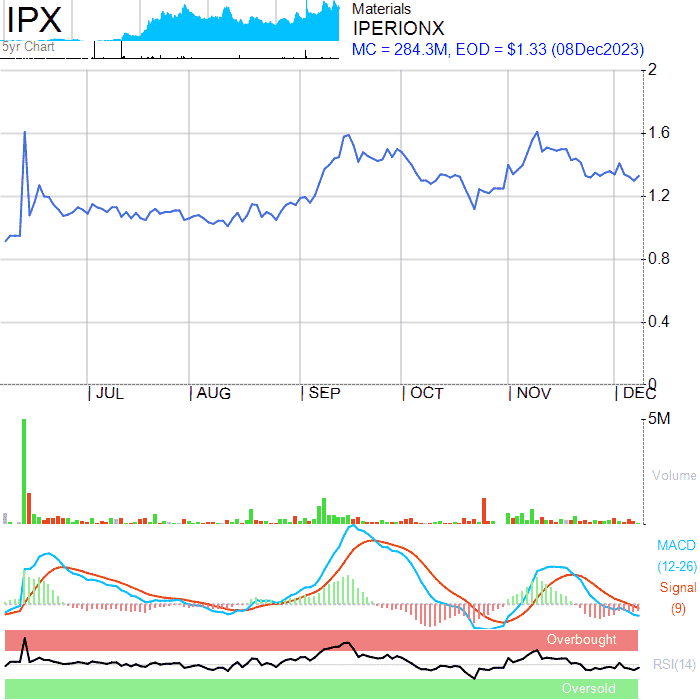 IPX
5yr Chart
Materials
IPERIONX
MC = 284.3M, EOD = $1.33 (08Dec2023)
2
1.6
1.2
0.8
0.4
0
JUL AUG SEP OCT NOV DEC
5M
Volume
MACD
(12-26)
Signal
(9)
Overbought
RSI(14)
Oversold